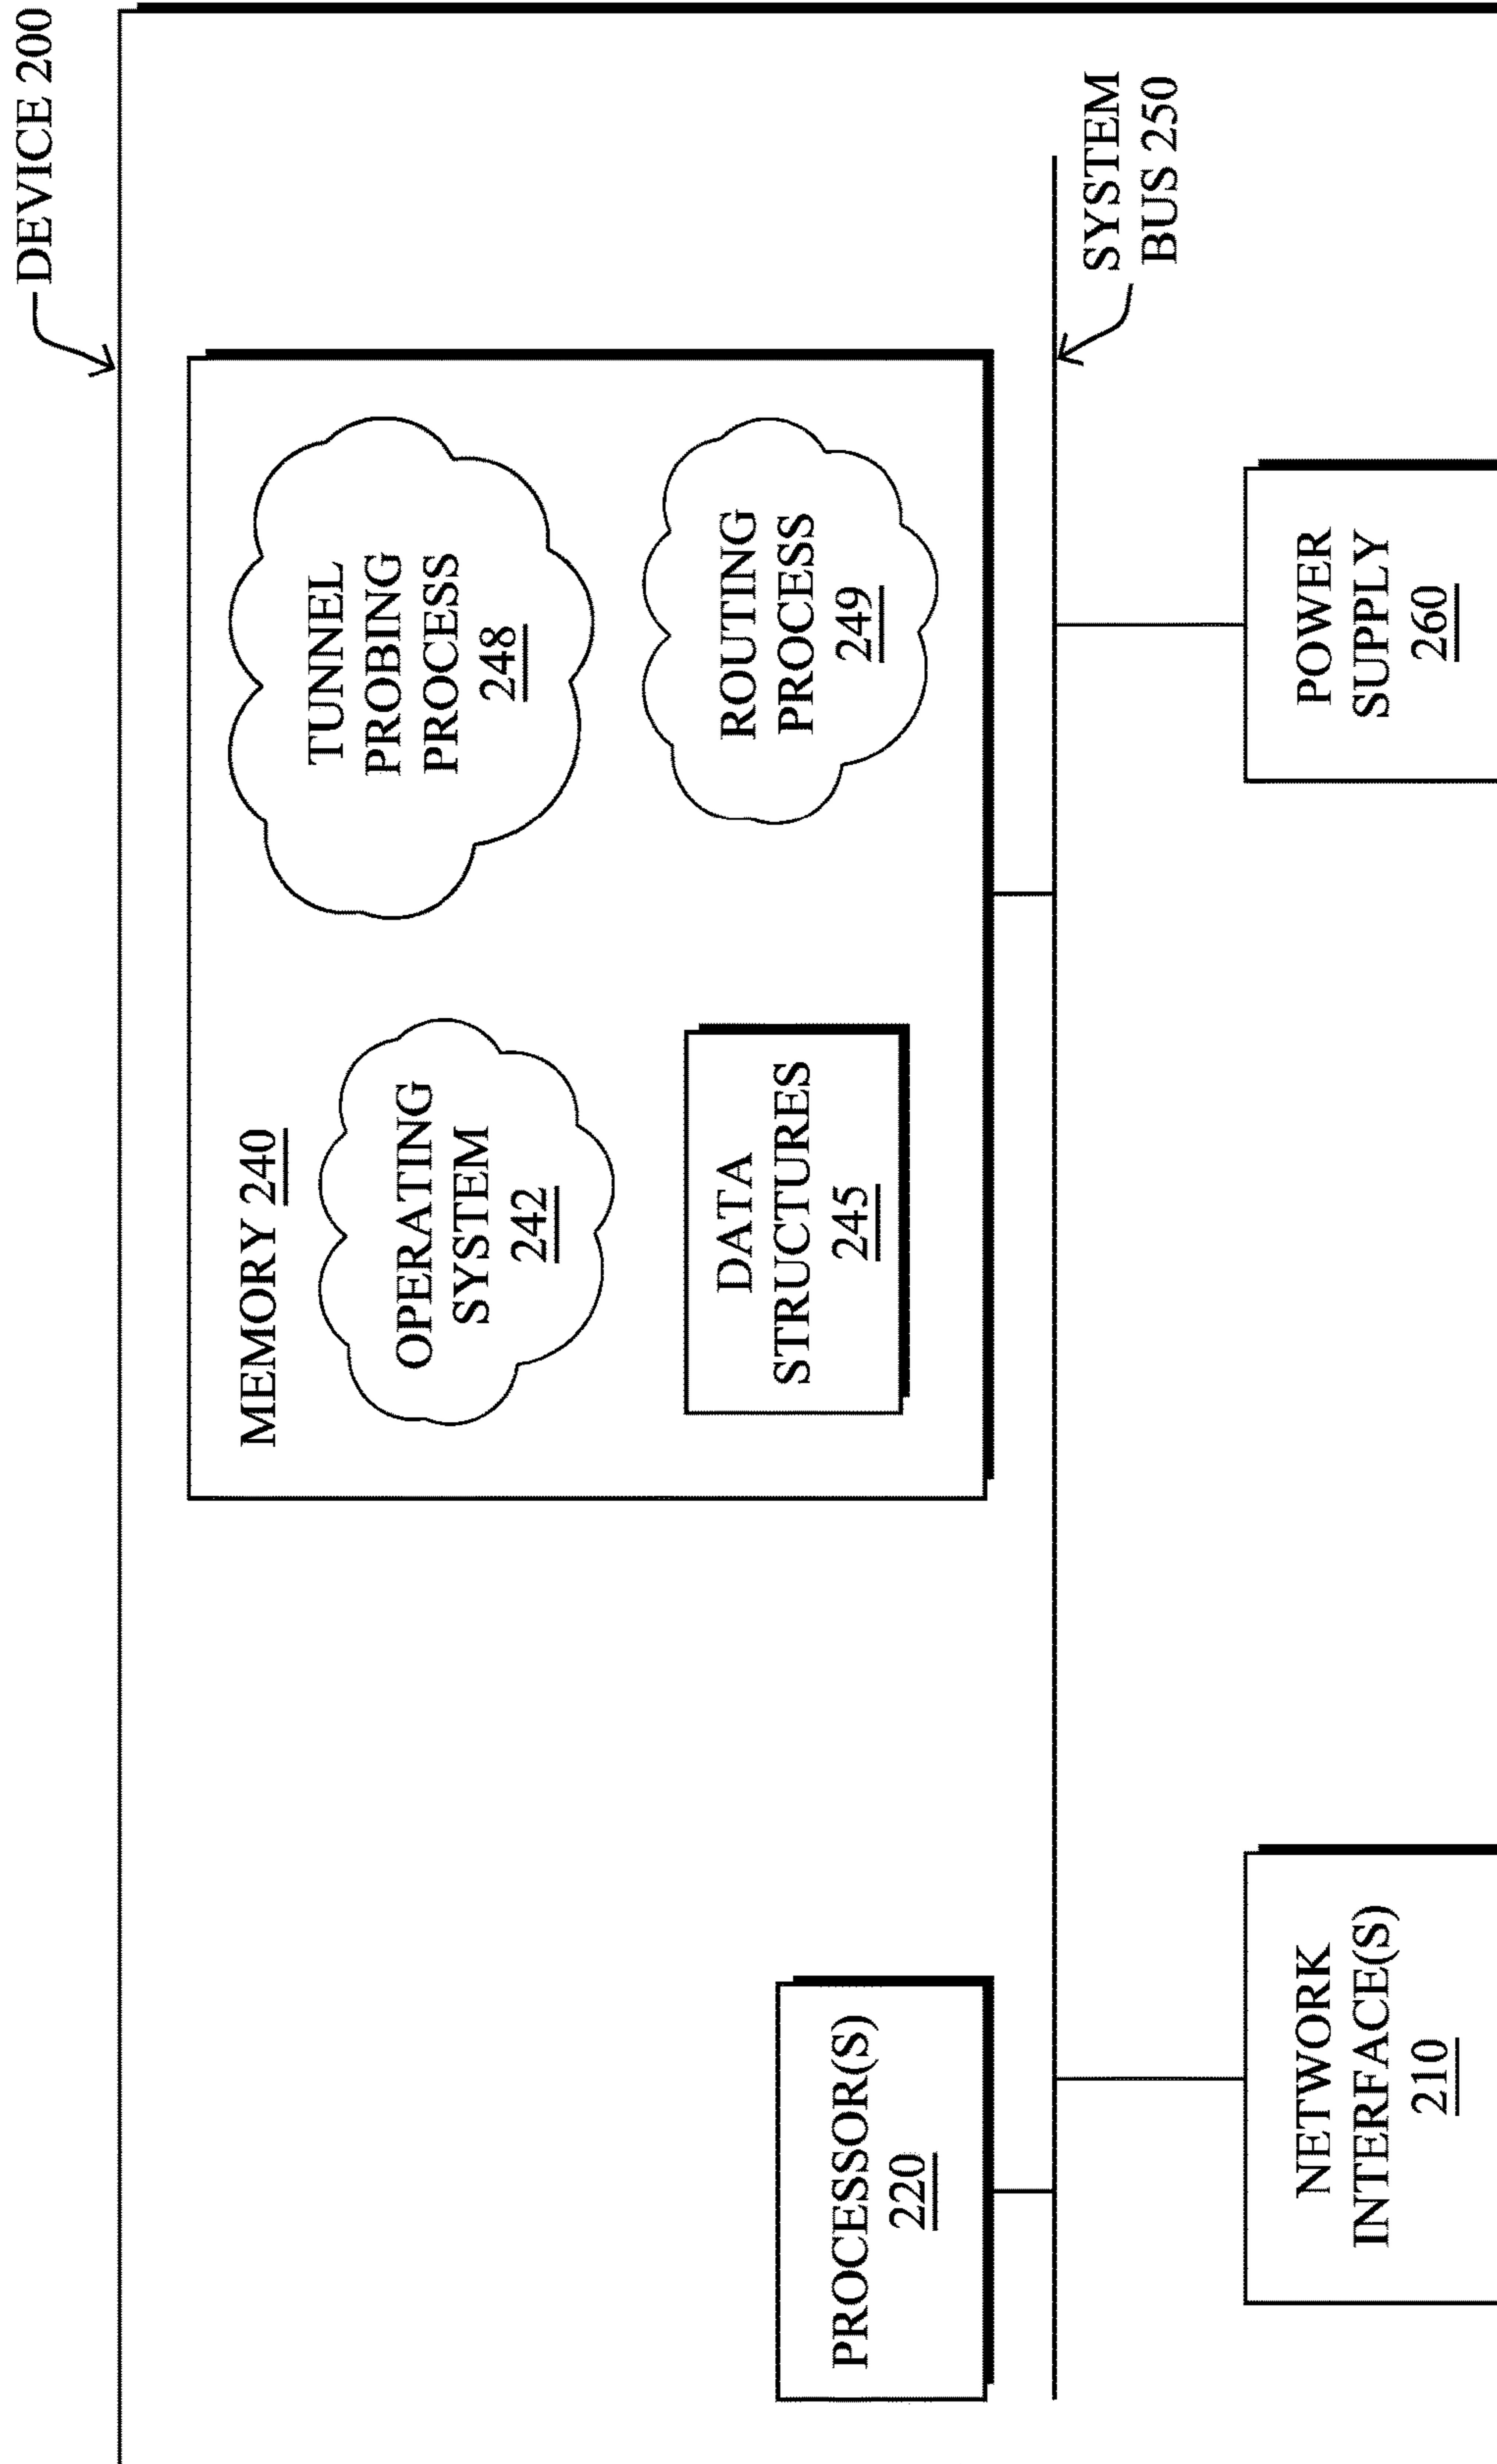 DEVICE 200
MEMORY 240
OPERATING
SYSTEM
242
TUNNEL
PROBING
PROCESS
248
DATA
STRUCTURES
245
ROUTING
PROCESS
249
PROCESSOR(S)
220
SYSTEM
BUS 250
NETWORK
INTERFACE(S)
210
POWER
SUPPLY
260